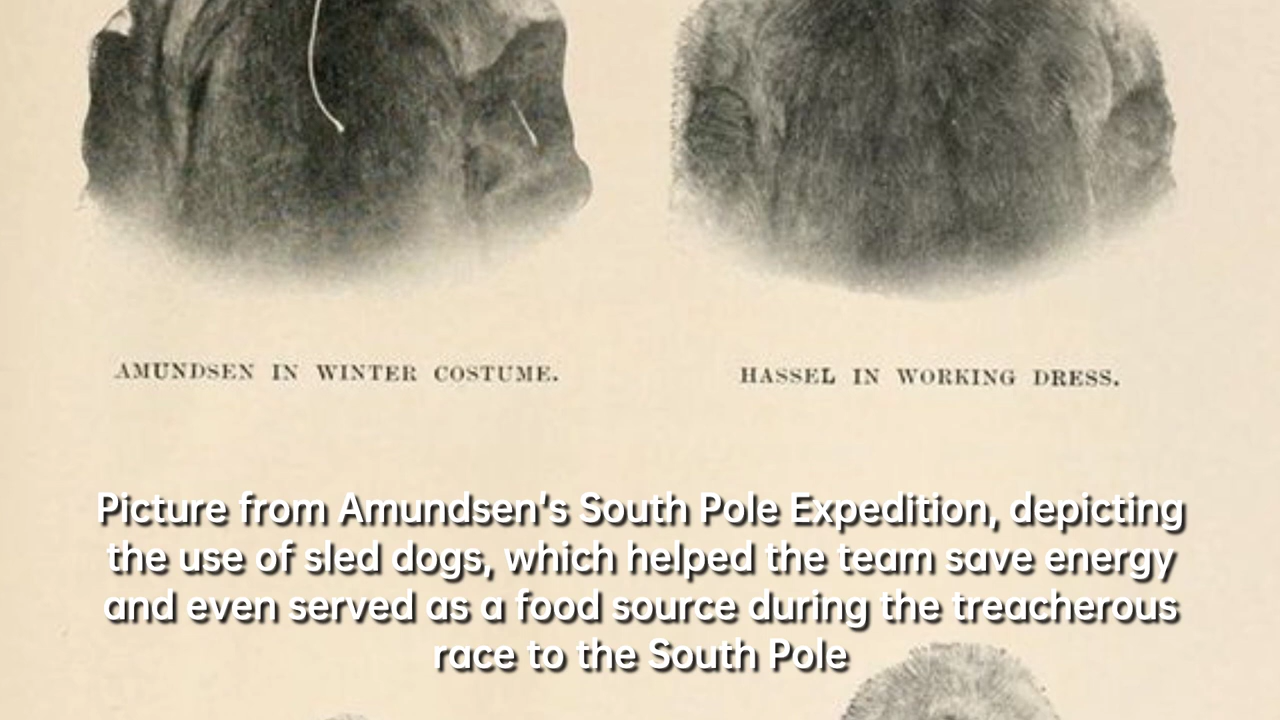 AMUNDSEN IN WINTER COSTUME.
HASSEL IN WORKING DRESS.
Picture from Amundsen's South Pole Expedition, depicting
the use of sled dogs, which helped the team save energy
and even served as a food source during the treacherous
race to the South Pole